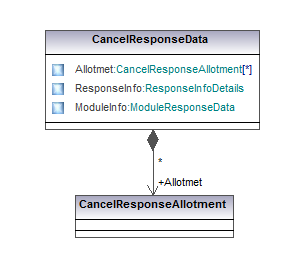 CancelResponseData
Allotmet:CancelResponseAllotment[*]
ResponseInfo:ResponseInfoDetails
ModuleInfo:ModuleResponseData
*
+Allotmet
CancelResponseAllotment